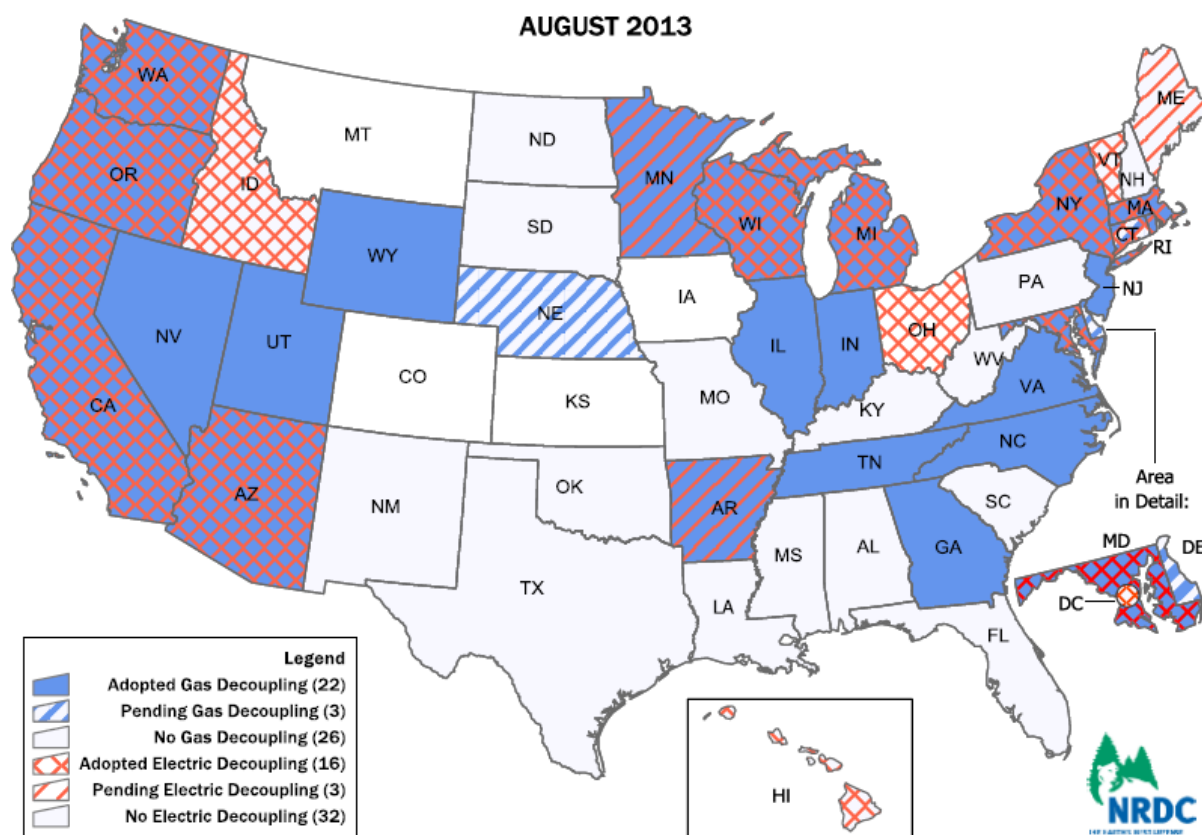 AUGUST 2013
WA
MT
ND
ME
OR
ID
MN
VT
NH
SD
WI
NY
MA
MI
CT
WY
RI
IA
PA
NJ
NE
NV
UT
IL
IN
OH
CO
WV
VA
CA
KS
MO
KY
NC
TN
AZ
OK
AR
SC
NM
MS
AL
GA
TX
LA
FL
Area
in Detail:
MD
DE
DC
HI
Legend
Adopted Gas Decoupling (22)
Pending Gas Decoupling (3)
No Gas Decoupling (26)
Adopted Electric Decoupling (16)
Pending Electric Decoupling (3)
No Electric Decoupling (32)
NRDC